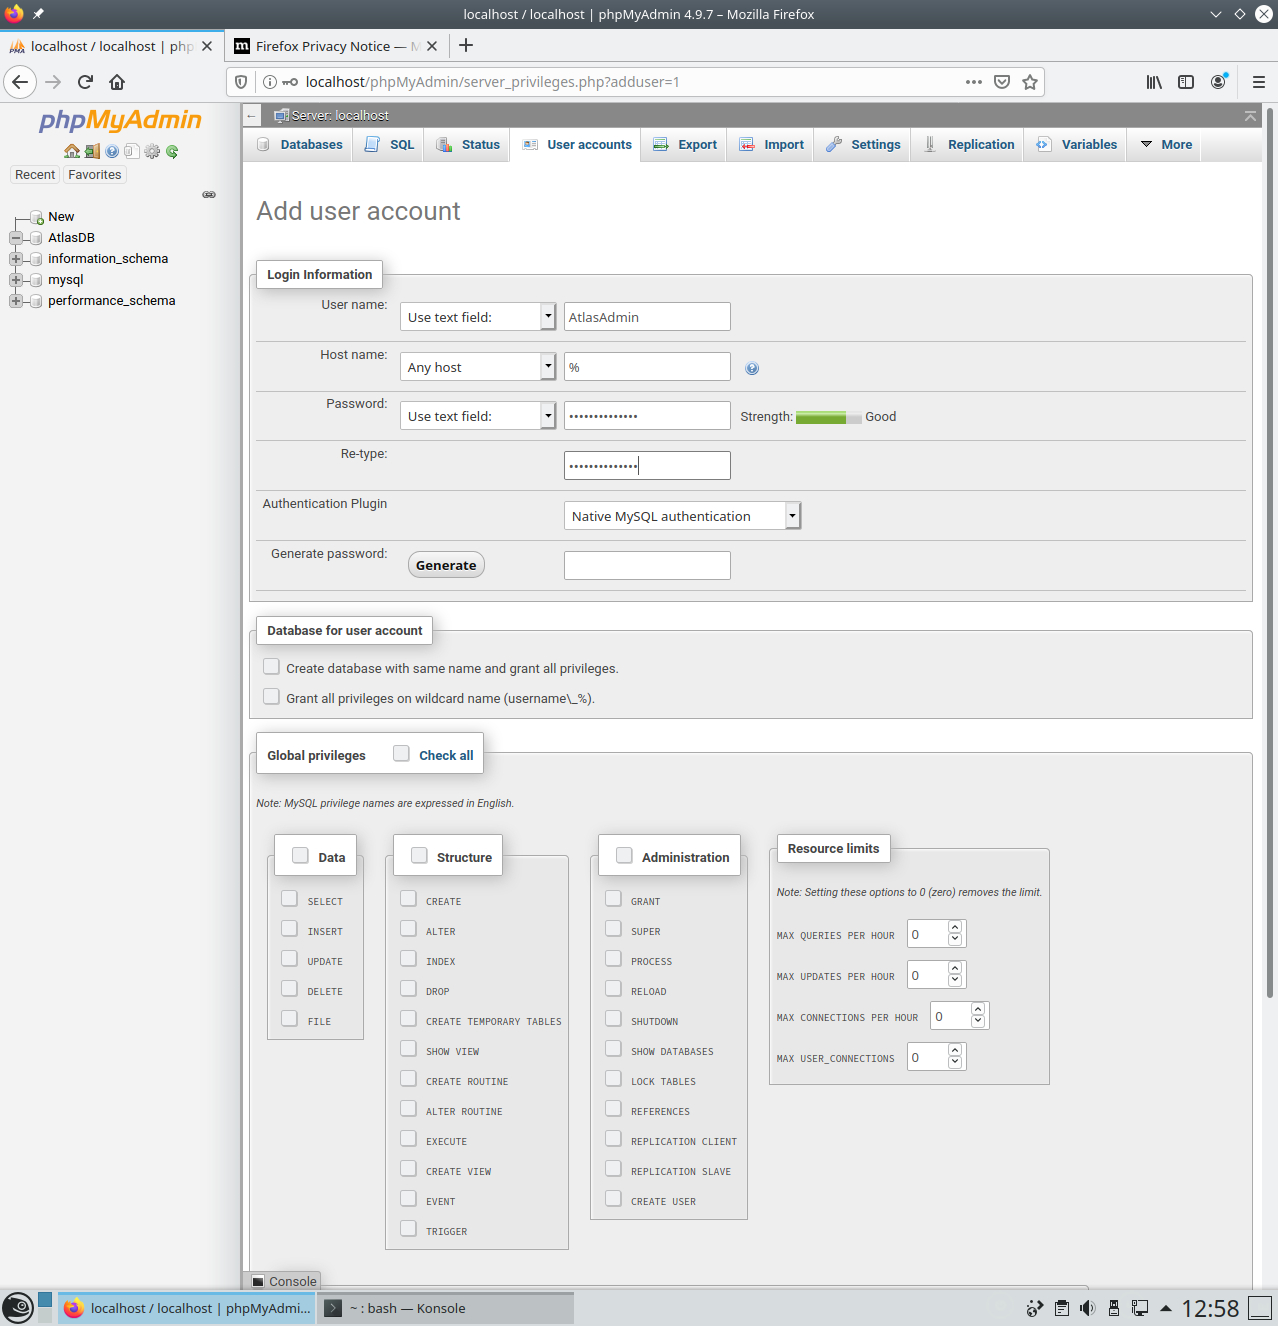 localhost / localhost | phpMyAdmin 4.9.7 – Mozilla Firefox
localhost / localhost | php
Firefox Privacy Notice —
localhost/phpMyAdmin/server_privileges.php?adduser=1
phpMyAdmin
Recent Favorites
New
AtlasDB
information_schema
mysql
performance_schema
Server: localhost
Databases SQL Status User accounts Export Import Settings Replication Variables More
Add user account
Login Information
User name: Use text field: AtlasAdmin
Host name: Any host %
Password: Use text field: •••••••••••••• Strength: Good
Re-type: ••••••••••••••
Authentication Plugin Native MySQL authentication
Generate password: Generate
Database for user account
Create database with same name and grant all privileges.
Grant all privileges on wildcard name (username\_%).
Global privileges Check all
Note: MySQL privilege names are expressed in English.
Data
SELECT
INSERT
UPDATE
DELETE
FILE
Structure
CREATE
ALTER
INDEX
DROP
CREATE TEMPORARY TABLES
SHOW VIEW
CREATE ROUTINE
ALTER ROUTINE
EXECUTE
CREATE VIEW
EVENT
TRIGGER
Administration
GRANT
SUPER
PROCESS
RELOAD
SHUTDOWN
SHOW DATABASES
LOCK TABLES
REFERENCES
REPLICATION CLIENT
REPLICATION SLAVE
CREATE USER
Resource limits
Note: Setting these options to 0 (zero) removes the limit.
MAX QUERIES PER HOUR 0
MAX UPDATES PER HOUR 0
MAX CONNECTIONS PER HOUR 0
MAX USER_CONNECTIONS 0
Console
localhost / localhost | phpMyAdmi...
~ : bash — Konsole
12:58